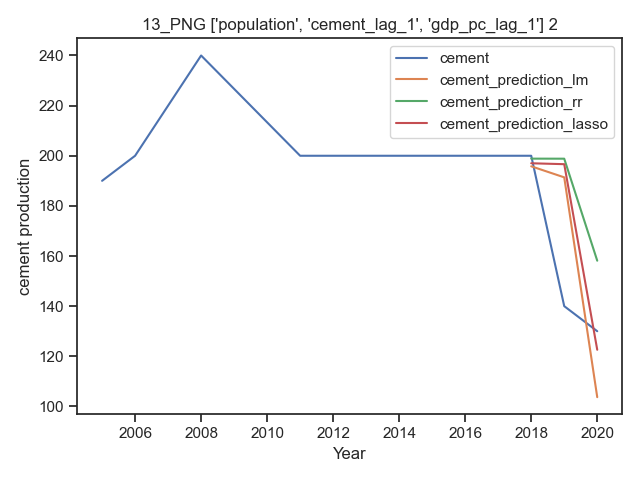 13_PNG ['population', 'cement_lag_1', 'gdp_pc_lag_1'] 2
cement
cement_prediction_lm
cement_prediction_rr
cement_prediction_lasso
cement production
240
220
200
180
160
140
120
100
2006 2008 2010 2012 2014 2016 2018 2020
Year